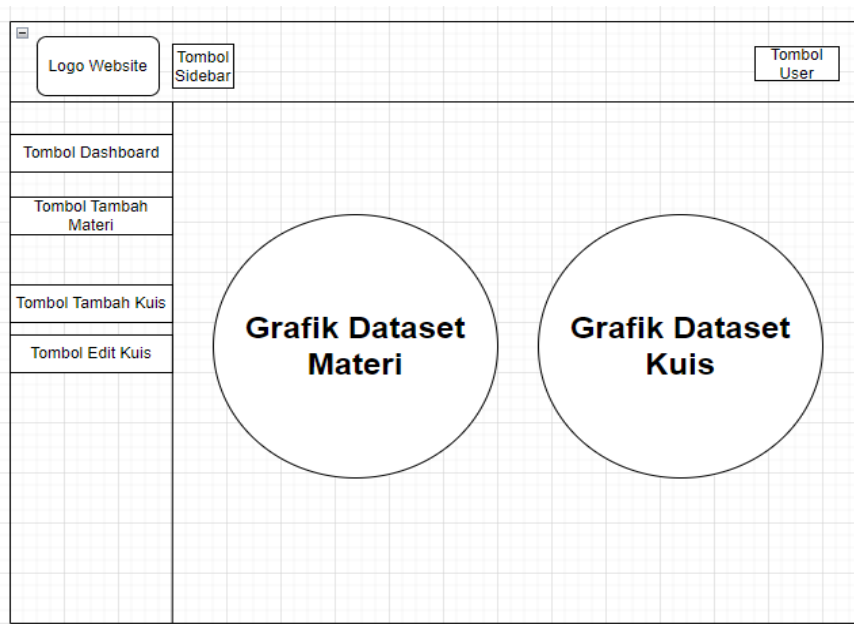 Logo Website
Tombol
Sidebar
Tombol
User
Tombol Dashboard
Tombol Tambah
Materi
Tombol Tambah Kuis
Tombol Edit Kuis
Grafik Dataset
Materi
Grafik Dataset
Kuis